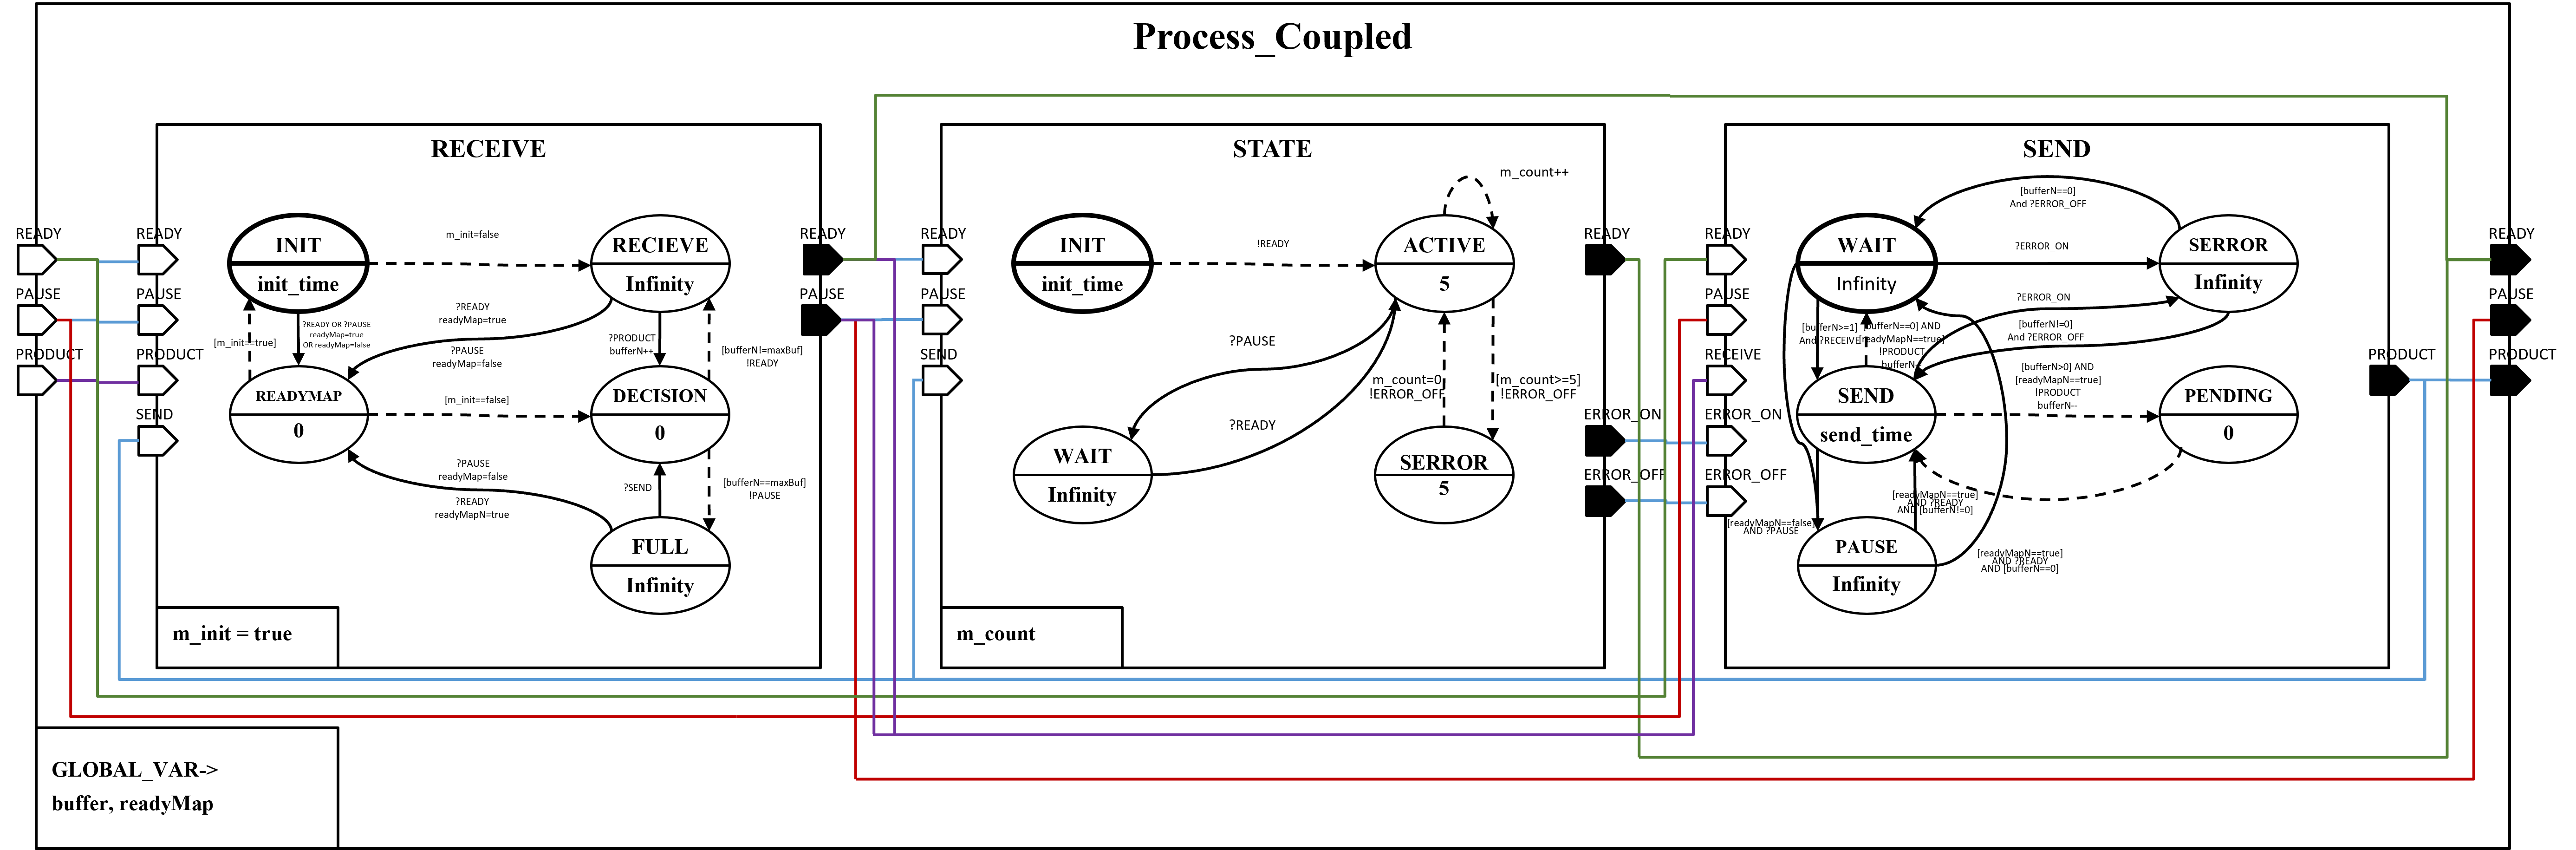 Process_Coupled
READY
PAUSE
PRODUCT
RECEIVE
READY
PAUSE
PRODUCT
SEND
INIT
init_time
m_init=false
RECIEVE
Infinity
?READY OR ?PAUSE
readyMap=true
OR readyMap=false
[m_init==true]
?READY
readyMap=true
?PAUSE
readyMap=false
?PRODUCT
bufferN++
[bufferN!=maxBuf]
!READY
READYMAP
0
[m_init==false]
DECISION
0
?PAUSE
readyMap=false
?READY
readyMapN=true
?SEND
[bufferN==maxBuf]
!PAUSE
FULL
Infinity
m_init = true
READY
PAUSE
STATE
READY
PAUSE
SEND
INIT
init_time
!READY
ACTIVE
5
m_count++
?PAUSE
?READY
m_count=0
!ERROR_OFF
[m_count>=5]
!ERROR_OFF
WAIT
Infinity
SERROR
5
m_count
READY
ERROR_ON
ERROR_OFF
SEND
READY
PAUSE
RECEIVE
ERROR_ON
ERROR_OFF
WAIT
Infinity
[bufferN==0]
And ?ERROR_OFF
?ERROR_ON
SERROR
Infinity
?ERROR_ON
[bufferN!=0]
And ?ERROR_OFF
[bufferN>=1]
And ?RECEIVE
[bufferN==0] AND
[readyMapN==true]
!PRODUCT
bufferN-
SEND
send_time
[bufferN>0] AND
[readyMapN==true]
!PRODUCT
bufferN--
PENDING
0
[readyMapN==true]
AND ?READY
AND [bufferN!=0]
[readyMapN==false]
AND ?PAUSE
PAUSE
Infinity
[readyMapN==true]
AND ?READY
AND [bufferN==0]
PRODUCT
READY
PAUSE
PRODUCT
GLOBAL_VAR->
buffer, readyMap